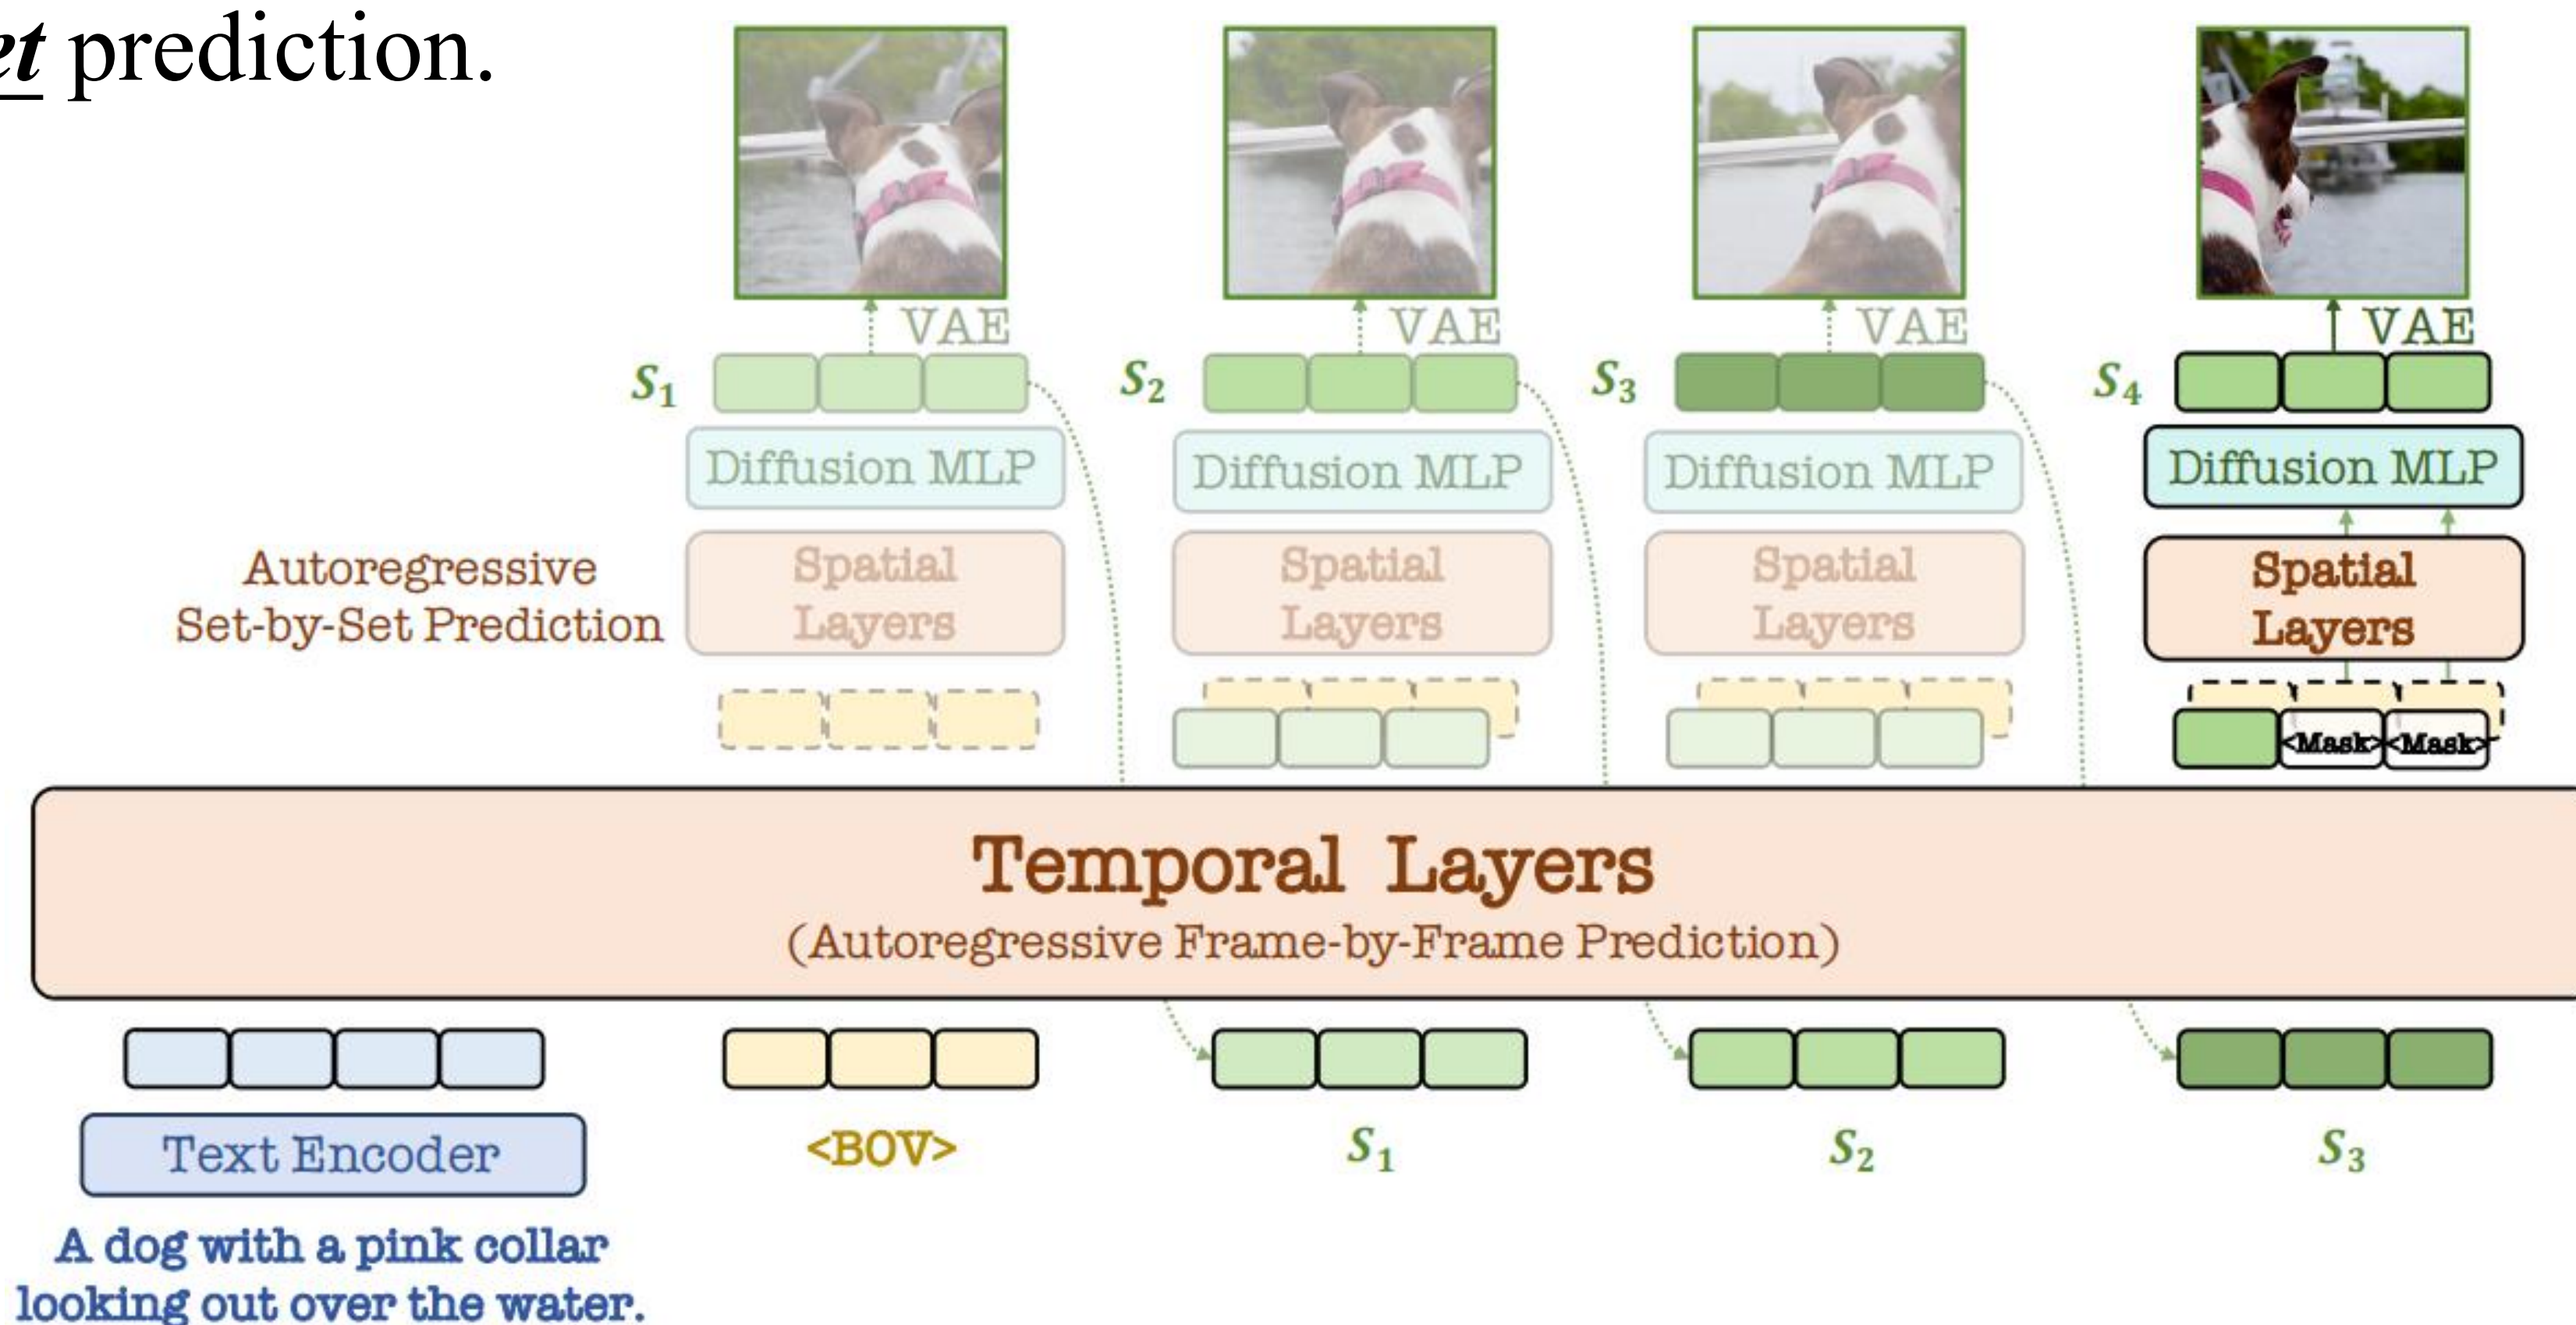 et prediction.
VAE VAE VAE VAE
S1 S2 S3 S4
Diffusion MLP Diffusion MLP Diffusion MLP Diffusion MLP
Autoregressive
Set-by-Set Prediction
Spatial
Layers
Spatial
Layers
Spatial
Layers
Spatial
Layers
<Mask> <Mask>
Temporal Layers
(Autoregressive Frame-by-Frame Prediction)
Text Encoder
<BOV>
S1
S2
S3
A dog with a pink collar
looking out over the water.